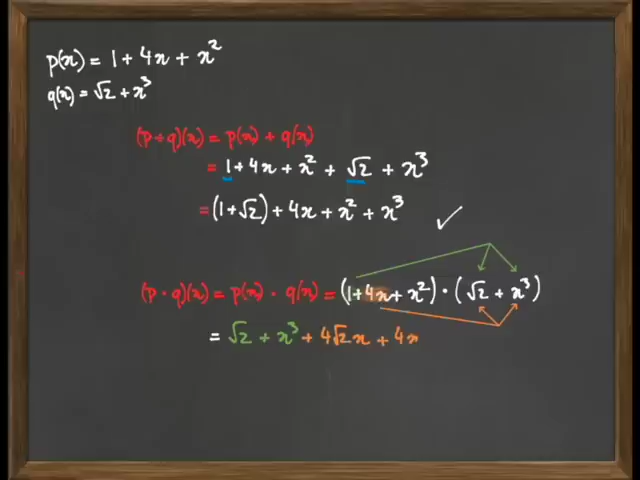 p(x) = 1 + 4x + x²
q(x) = √2 + x³
(p + q)(x) = p(x) + q(x)
= 1 + 4x + x² + √2 + x³
= (1 + √2) + 4x + x² + x³
(p · q)(x) = p(x) · q(x) = (1 + 4x + x²) · (√2 + x³)
= √2 + x³ + 4√2x + 4x